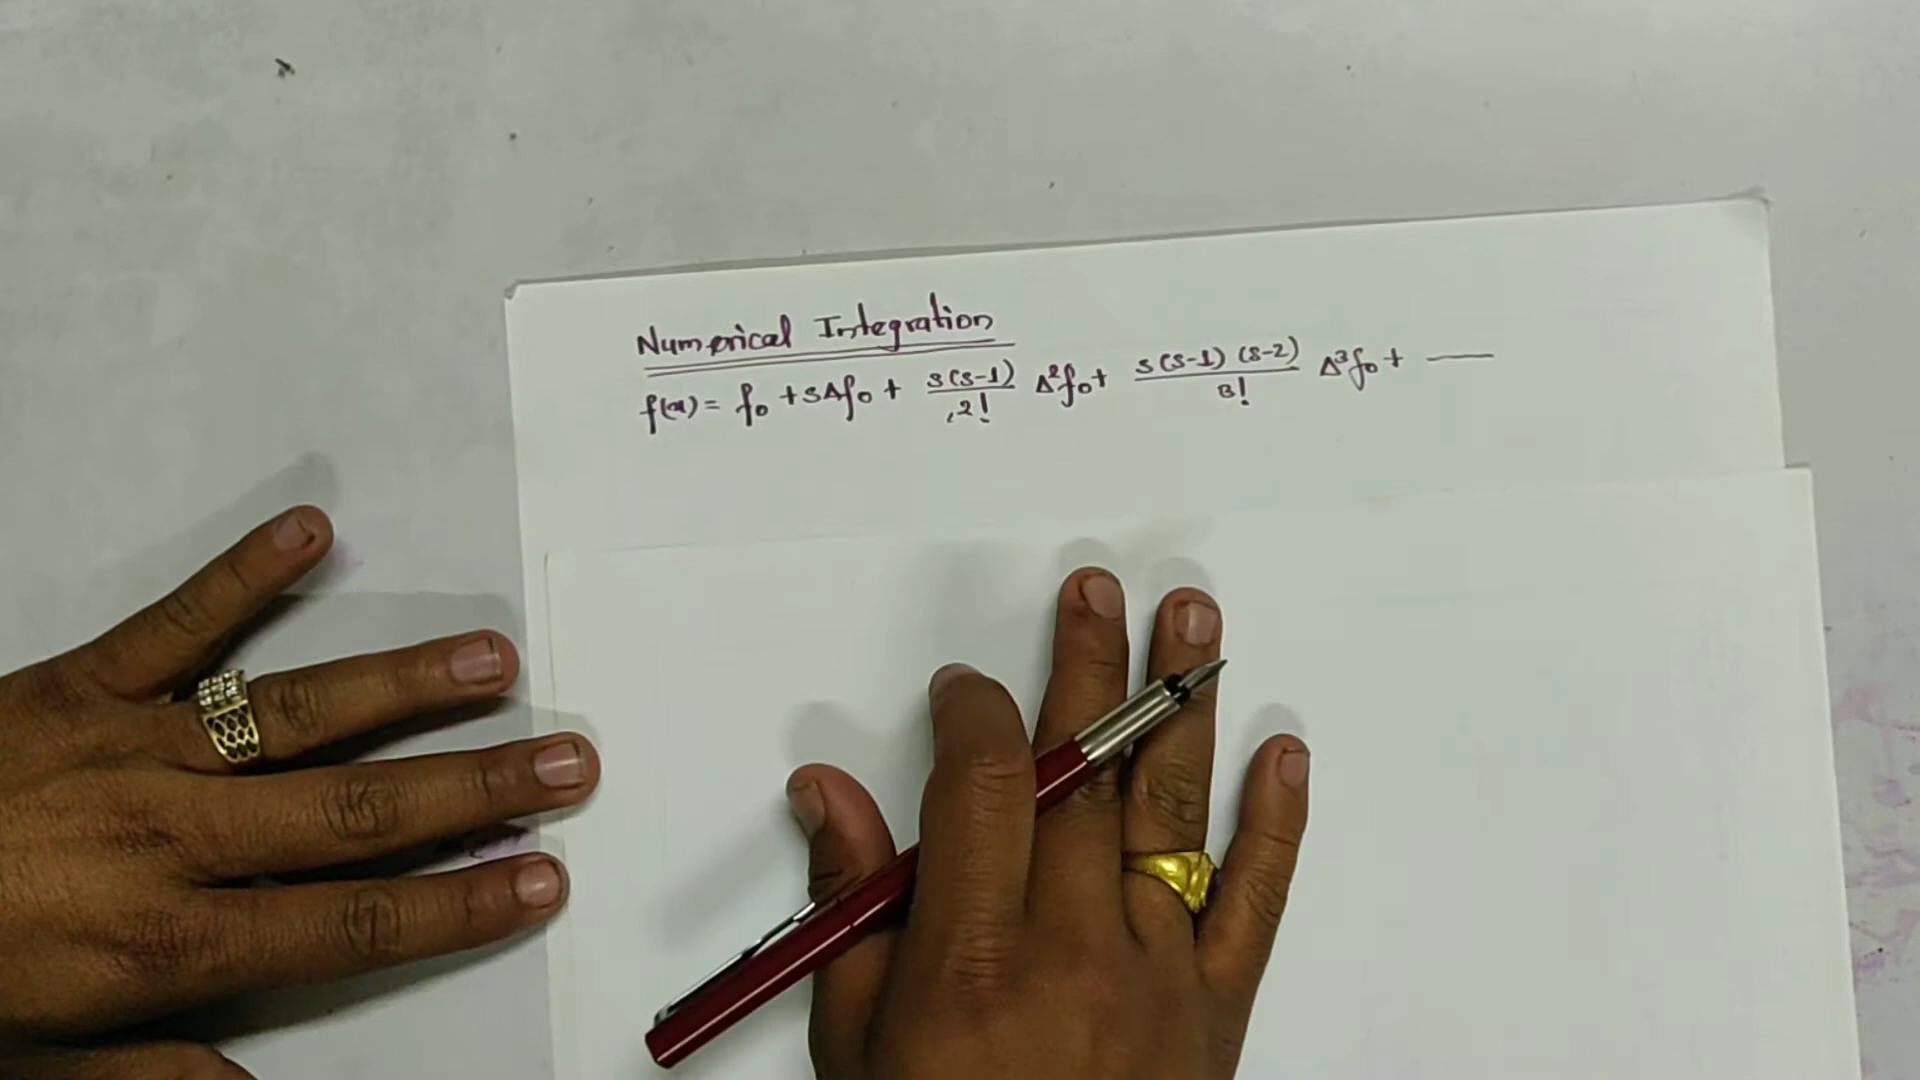 Numerical Integration
f(x) = f₀ + sΔf₀ + s(s-1)/2! Δ²f₀ + s(s-1)(s-2)/3! Δ³f₀ + ——